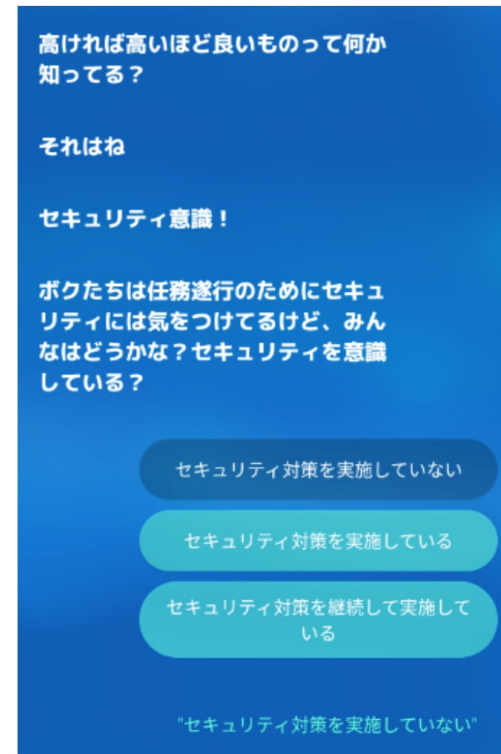 高ければ高いほど良いものって何か
知ってる？
それはね
セキュリティ意識！
ボクたちは任務遂行のためにセキュ
リティには気をつけてるけど、みん
なはどうかな？セキュリティを意識
している？
セキュリティ対策を実施していない
セキュリティ対策を実施している
セキュリティ対策を継続して実施して
いる
"セキュリティ対策を実施していない"